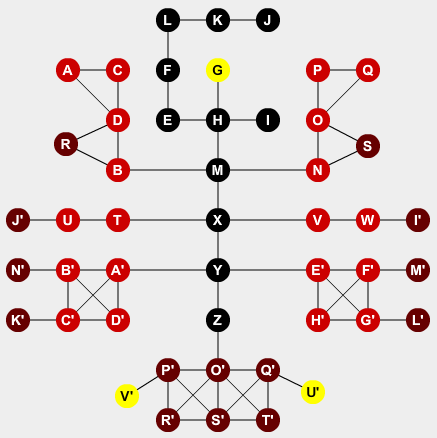 L K J
A C F G P Q
D E H I O
R S
B M N
J' U T X V W I'
N' B' A' Y E' F' M'
K' C' D' Z H' G' L'
P' O' Q'
V' U'
R' S' T'